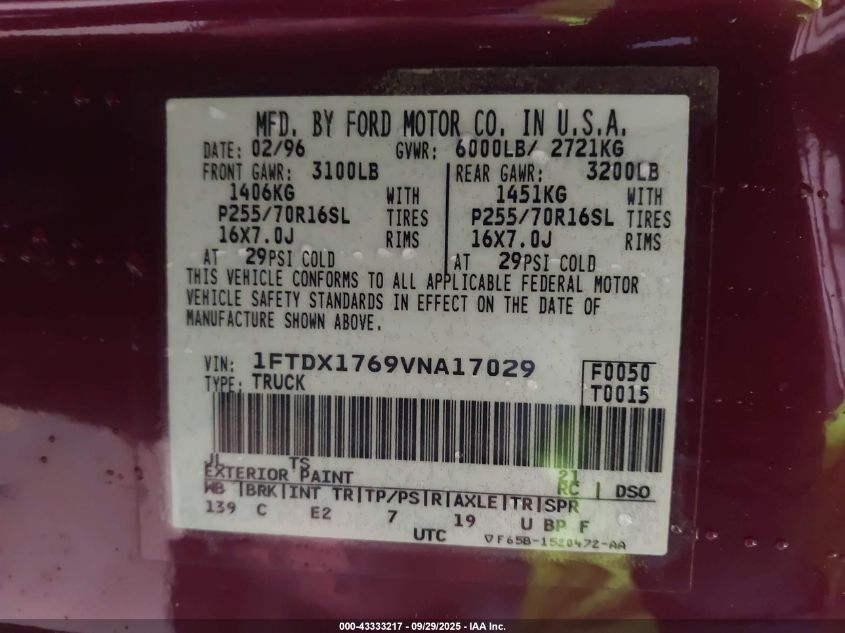 MFD. BY FORD MOTOR CO. IN U.S.A.
DATE: 02/96 GVWR: 6000LB/ 2721KG
FRONT GAWR: 3100LB REAR GAWR: 3200LB
1406KG WITH 1451KG WITH
P255/70R16SL TIRES P255/70R16SL TIRES
16X7.0J RIMS 16X7.0J RIMS
AT 29PSI COLD AT 29PSI COLD
THIS VEHICLE CONFORMS TO ALL APPLICABLE FEDERAL MOTOR
VEHICLE SAFETY STANDARDS IN EFFECT ON THE DATE OF
MANUFACTURE SHOWN ABOVE.
VIN: 1FTDX1769VNA17029 F0050
TYPE: TRUCK T0015
JL TS 21
EXTERIOR PAINT RC | DSO
WB |BRK|INT TR|TP/PS|R|AXLE|TR|SPR
139 C E2 7 19 U BP F
UTC ▽F65B-1520472-AA
000-43333217 - 09/29/2025 - IAA Inc.